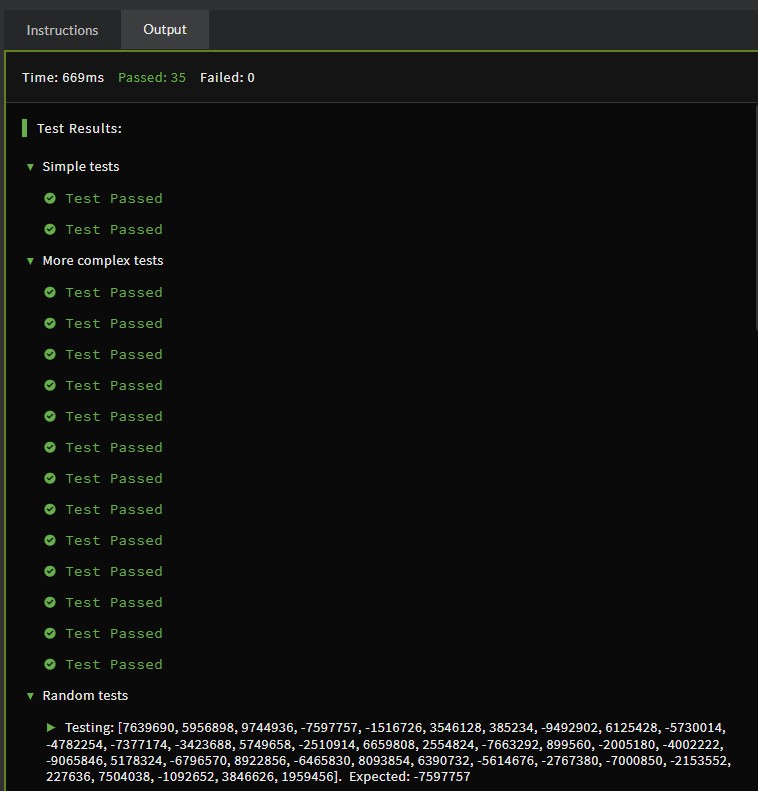 Instructions Output
Time: 669ms Passed: 35 Failed: 0
Test Results:
Simple tests
Test Passed
Test Passed
More complex tests
Test Passed
Test Passed
Test Passed
Test Passed
Test Passed
Test Passed
Test Passed
Test Passed
Test Passed
Test Passed
Test Passed
Test Passed
Test Passed
Random tests
Testing: [7639690, 5956898, 9744936, -7597757, -1516726, 3546128, 385234, -9492902, 6125428, -5730014,
-4782254, -7377174, -3423688, 5749658, -2510914, 6659808, 2554824, -7663292, 899560, -2005180, -4002222,
-9065846, 5178324, -6796570, 8922856, -6465830, 8093854, 6390732, -5614676, -2767380, -7000850, -2153552,
227636, 7504038, -1092652, 3846626, 1959456]. Expected: -7597757